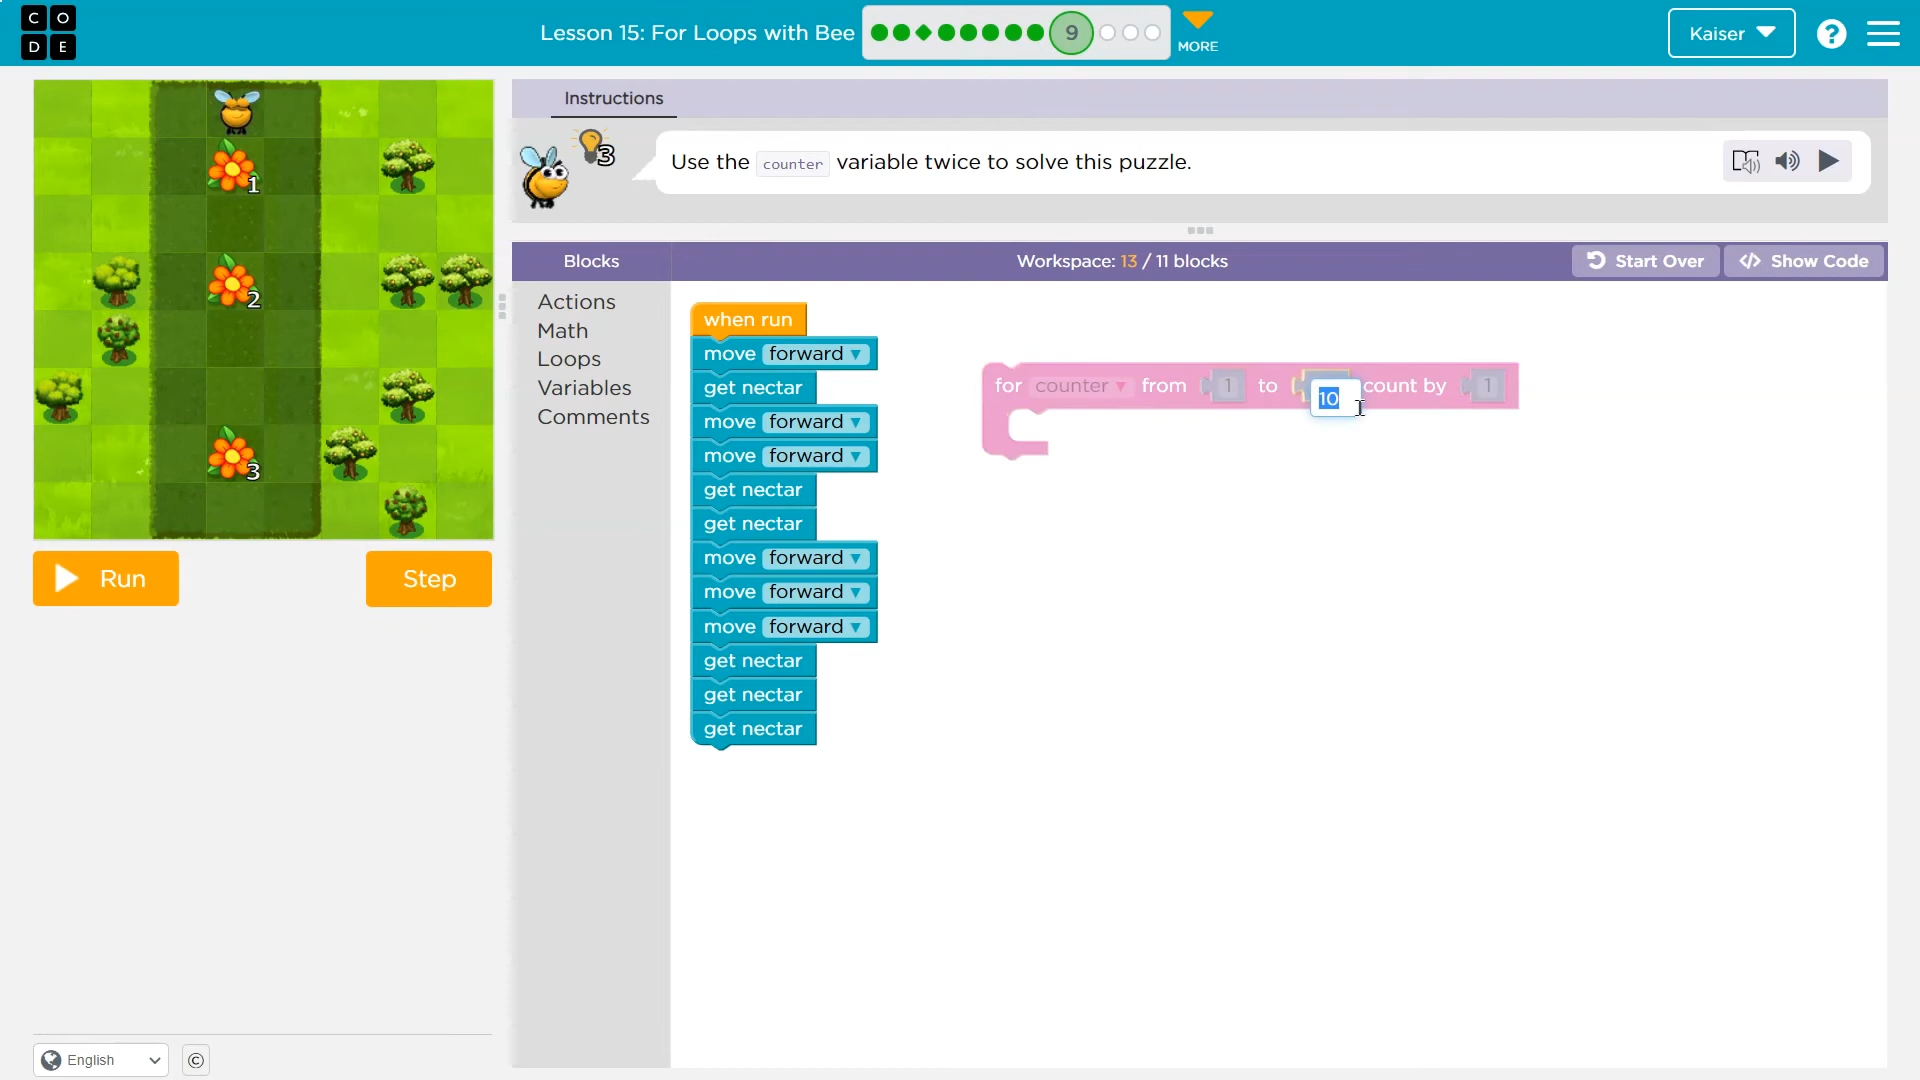 C O
D E
Lesson 15: For Loops with Bee
9
MORE
Kaiser
?
Instructions
3
Use the counter variable twice to solve this puzzle.
1
2
3
Blocks
Workspace: 13 / 11 blocks
Start Over
</> Show Code
Actions
Math
Loops
Variables
Comments
when run
move forward
get nectar
move forward
move forward
get nectar
get nectar
move forward
move forward
move forward
get nectar
get nectar
get nectar
for counter from 1 to 10 count by 1
Run
Step
English
©